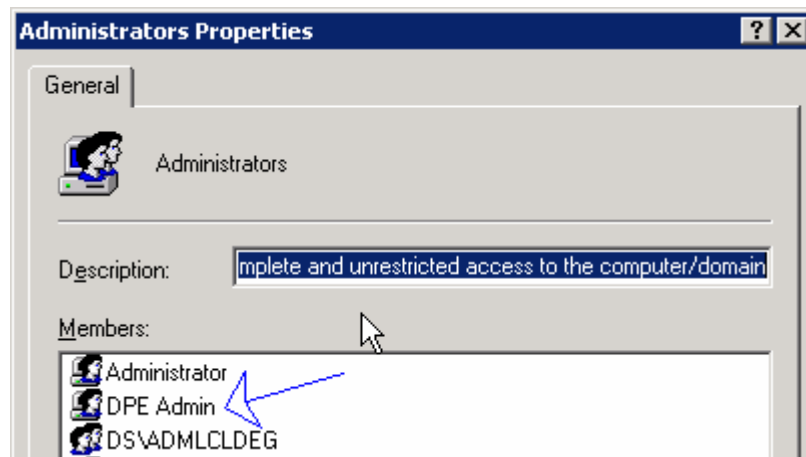 Administrators Properties
General
Administrators
Description: mplete and unrestricted access to the computer/domain
Members:
Administrator
DPE Admin
DS\ADMLCLDEG